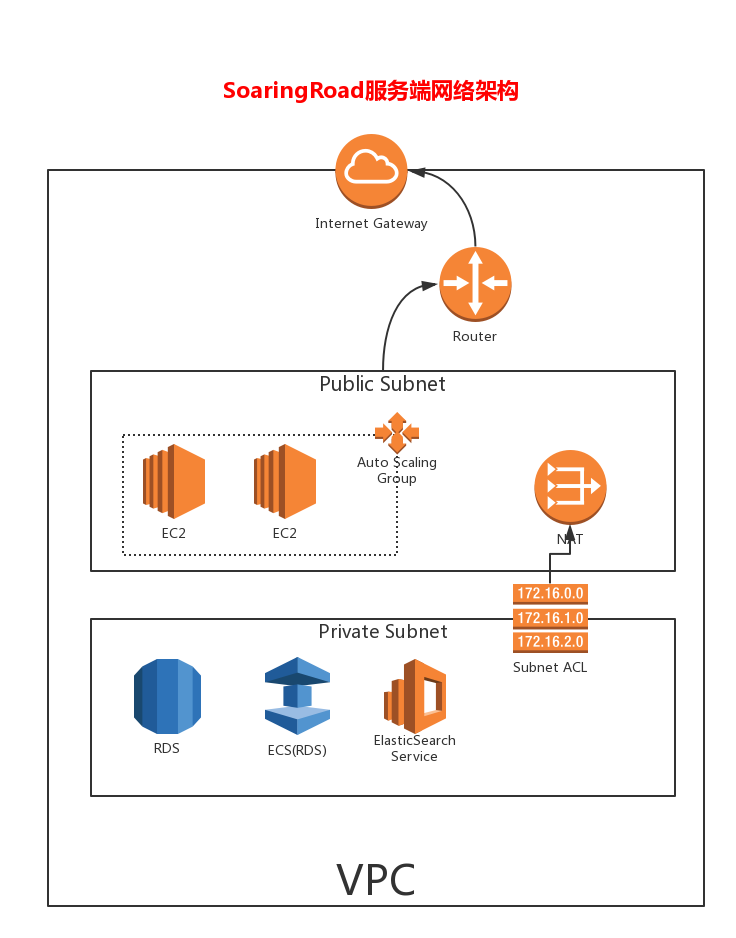 SoaringRoad服务端网络架构
Internet Gateway
Router
Public Subnet
Auto Scaling
Group
EC2
EC2
NAT
172.16.0.0
172.16.1.0
172.16.2.0
Subnet ACL
Private Subnet
RDS
ECS(RDS)
ElasticSearch
Service
VPC